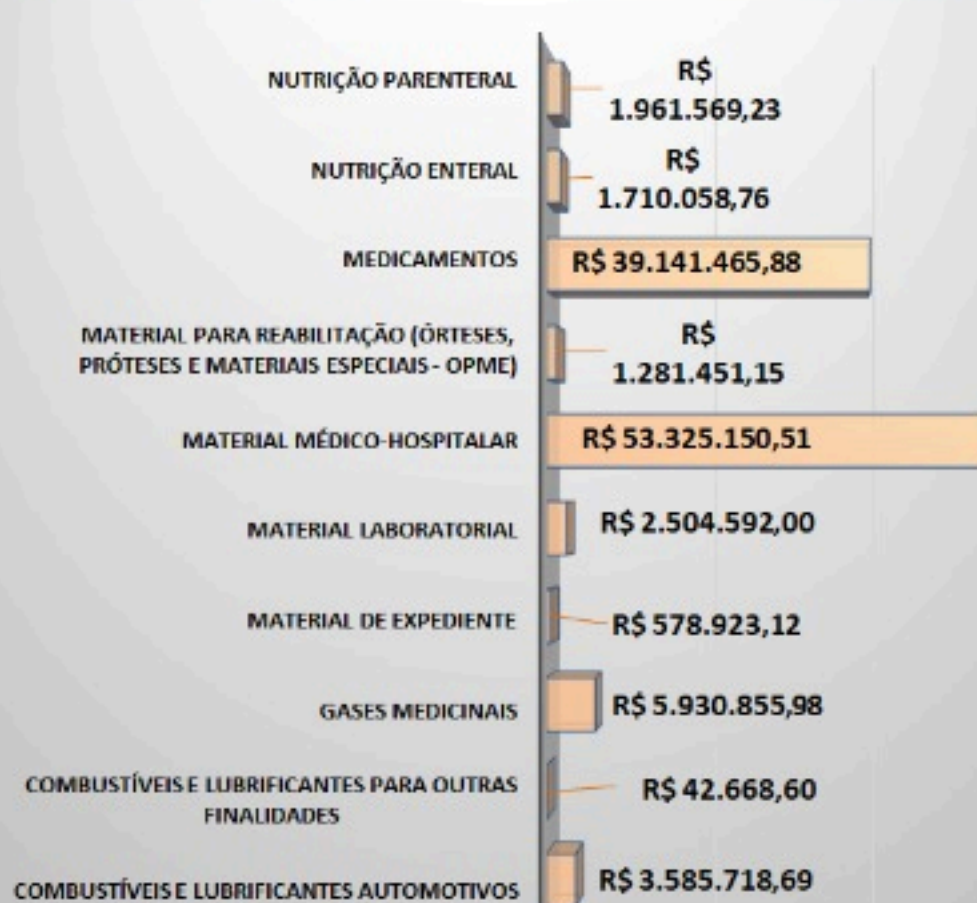 NUTRIÇÃO PARENTERAL
R$
1.961.569,23
NUTRIÇÃO ENTERAL
R$
1.710.058,76
MEDICAMENTOS
R$ 39.141.465,88
MATERIAL PARA REABILITAÇÃO (ÓRTESES,
PRÓTESES E MATERIAIS ESPECIAIS - OPME)
R$
1.281.451,15
MATERIAL MÉDICO-HOSPITALAR
R$ 53.325.150,51
MATERIAL LABORATORIAL
R$ 2.504.592,00
MATERIAL DE EXPEDIENTE
R$ 578.923,12
GASES MEDICINAIS
R$ 5.930.855,98
COMBUSTÍVEIS E LUBRIFICANTES PARA OUTRAS
FINALIDADES
R$ 42.668,60
COMBUSTÍVEIS E LUBRIFICANTES AUTOMOTIVOS
R$ 3.585.718,69